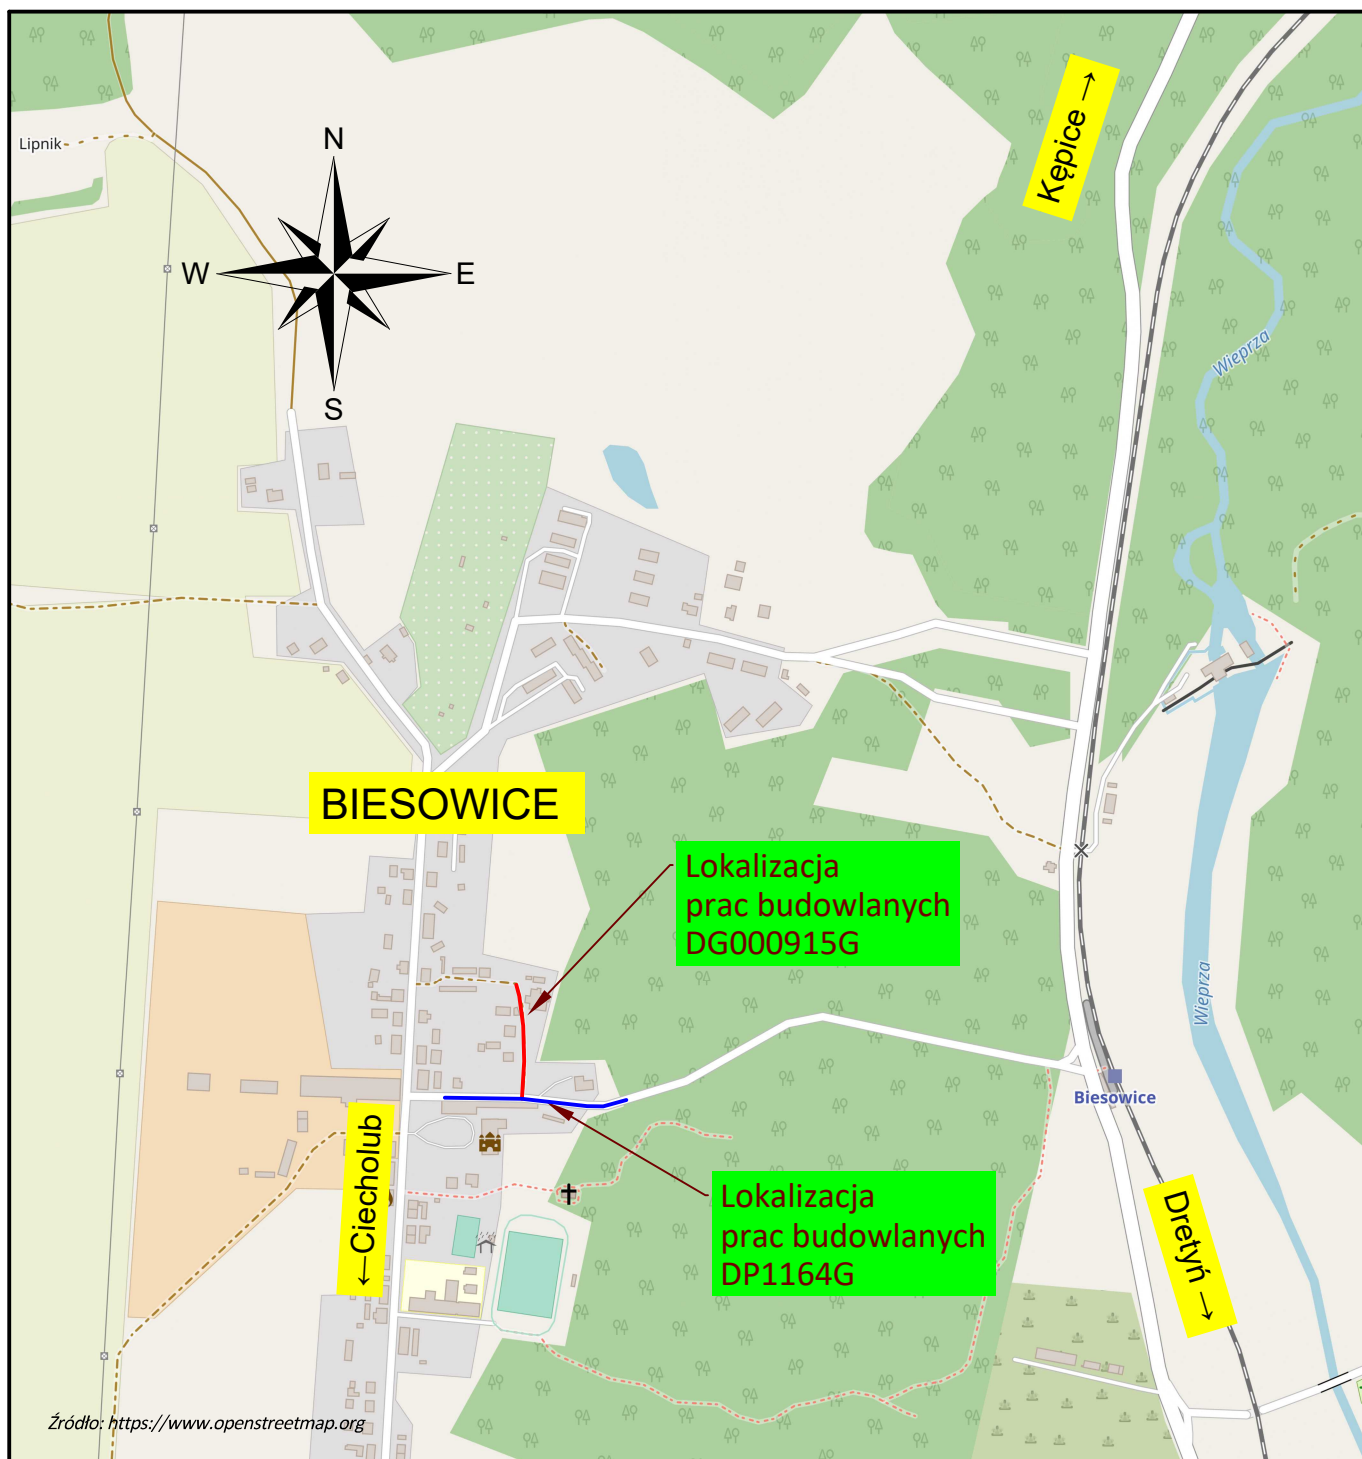 Kępice →
Lipnik
N
W
E
S
Wieprza
BIESOWICE
Lokalizacja
prac budowlanych
DG000915G
Wieprza
Biesowice
←Ciecholub
Lokalizacja
prac budowlanych
DP1164G
Dretyń →
Źródło: https://www.openstreetmap.org